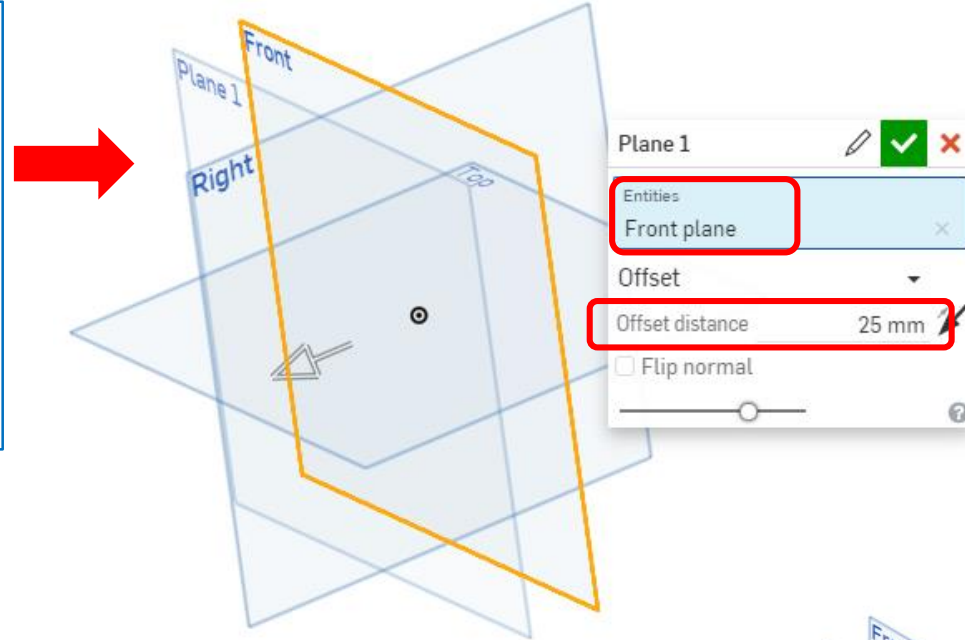 Front
Plane 1
Right
Top
Plane 1
Entities
Front plane
Offset
Offset distance 25 mm
Flip normal